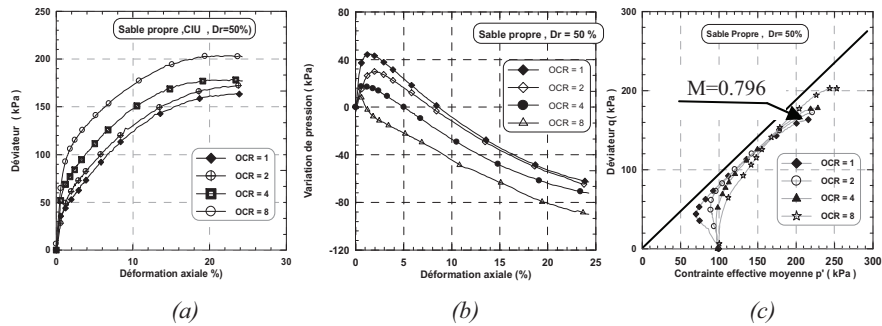 Sable propre ,CIU , Dr=50%
Déviateur ( kPa)
250
200
150
100
50
0
0
10
20
30
Déformation axiale %
OCR = 1
OCR = 2
OCR = 4
OCR = 8
(a)
Sable propre , Dr = 50 %
Variation de pression ( kPa)
80
40
0
-40
-80
-120
0
5
10
15
20
25
Déformation axiale (%)
OCR = 1
OCR = 2
OCR = 4
OCR = 8
(b)
Sable Propre , Dr= 50%
M=0.796
Déviateur q( kPa)
300
250
200
150
100
50
0
0
50
100
150
200
250
300
Contrainte effective moyenne p' ( kPa)
OCR = 1
OCR = 2
OCR = 4
OCR = 8
(c)